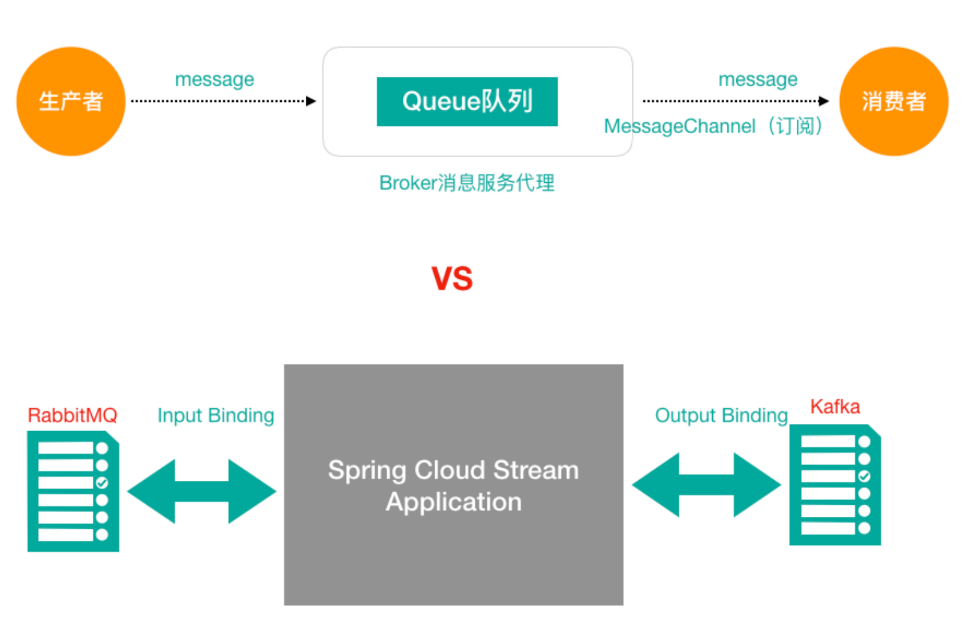 message
message
生产者
Queue队列
消费者
MessageChannel（订阅）
Broker消息服务代理
VS
RabbitMQ
Input Binding
Output Binding
Kafka
Spring Cloud Stream
Application